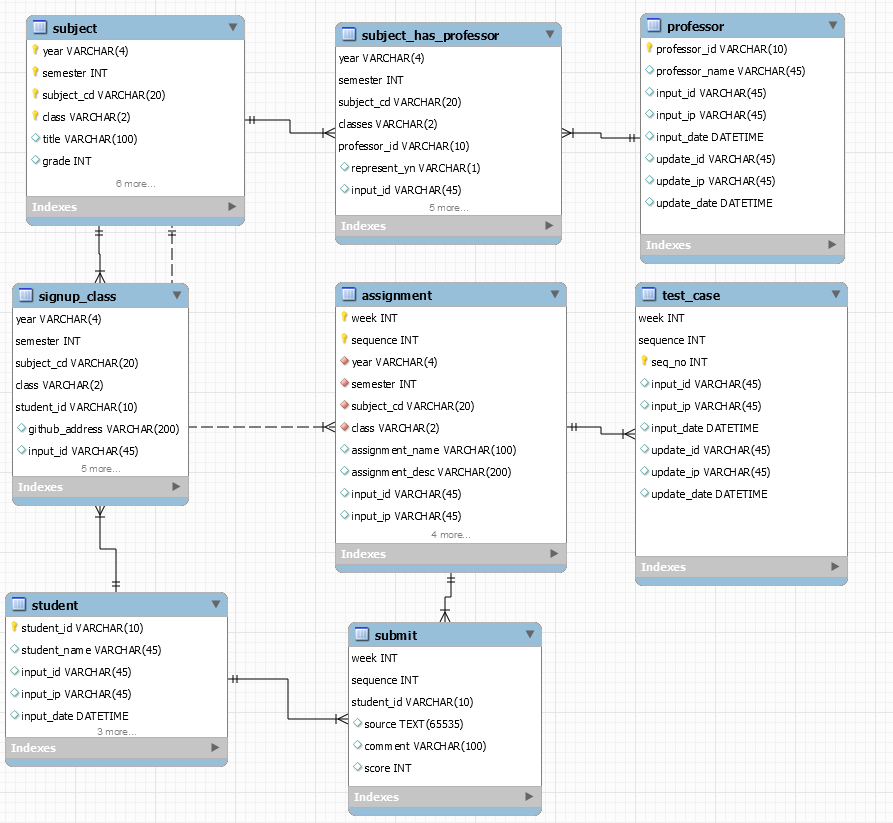 subject
year VARCHAR(4)
semester INT
subject_cd VARCHAR(20)
class VARCHAR(2)
title VARCHAR(100)
grade INT
6 more...
Indexes
subject_has_professor
year VARCHAR(4)
semester INT
subject_cd VARCHAR(20)
classes VARCHAR(2)
professor_id VARCHAR(10)
represent_yn VARCHAR(1)
input_id VARCHAR(45)
5 more...
Indexes
professor
professor_id VARCHAR(10)
professor_name VARCHAR(45)
input_id VARCHAR(45)
input_ip VARCHAR(45)
input_date DATETIME
update_id VARCHAR(45)
update_ip VARCHAR(45)
update_date DATETIME
Indexes
signup_class
year VARCHAR(4)
semester INT
subject_cd VARCHAR(20)
class VARCHAR(2)
student_id VARCHAR(10)
github_address VARCHAR(200)
input_id VARCHAR(45)
5 more...
Indexes
assignment
week INT
sequence INT
year VARCHAR(4)
semester INT
subject_cd VARCHAR(20)
class VARCHAR(2)
assignment_name VARCHAR(100)
assignment_desc VARCHAR(200)
input_id VARCHAR(45)
input_ip VARCHAR(45)
4 more...
Indexes
test_case
week INT
sequence INT
seq_no INT
input_id VARCHAR(45)
input_ip VARCHAR(45)
input_date DATETIME
update_id VARCHAR(45)
update_ip VARCHAR(45)
update_date DATETIME
Indexes
student
student_id VARCHAR(10)
student_name VARCHAR(45)
input_id VARCHAR(45)
input_ip VARCHAR(45)
input_date DATETIME
3 more...
Indexes
submit
week INT
sequence INT
student_id VARCHAR(10)
source TEXT(65535)
comment VARCHAR(100)
score INT
Indexes